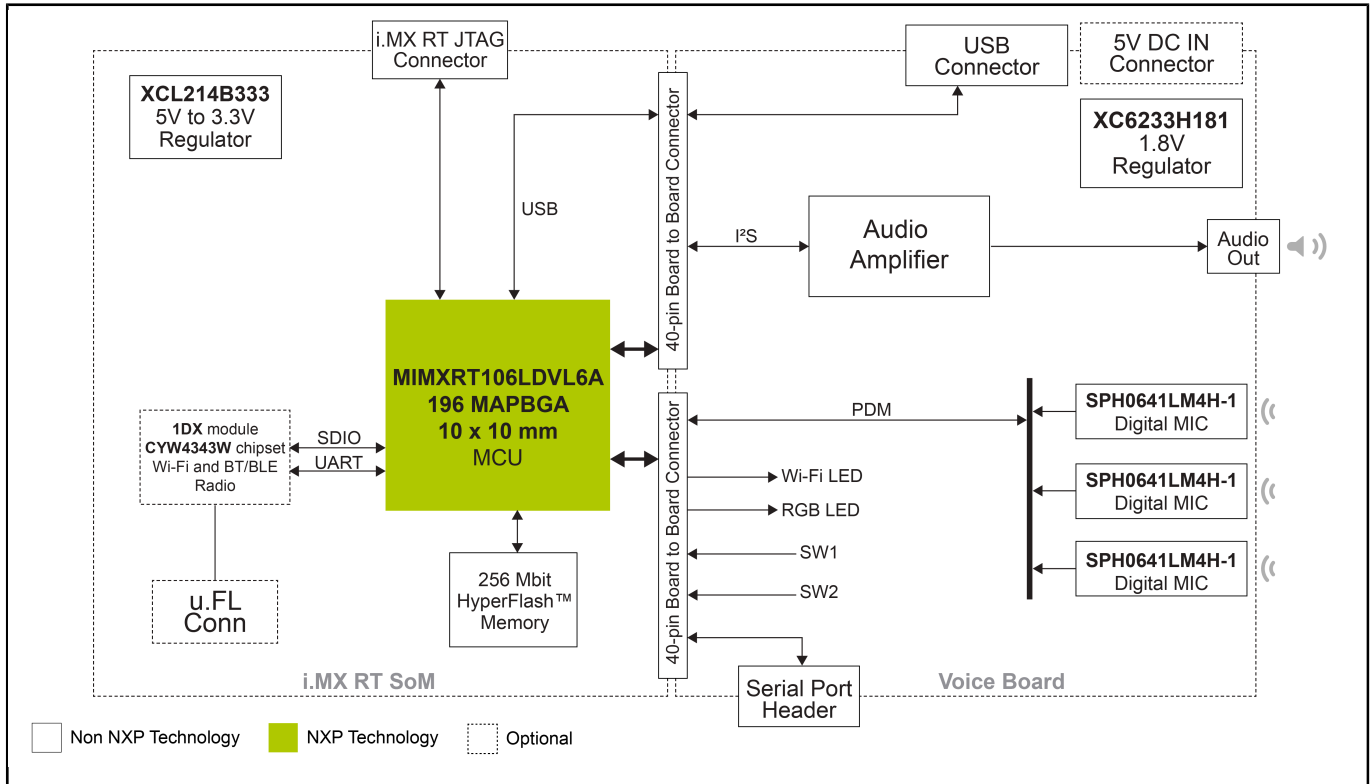 i.MX RT JTAG
Connector
USB
Connector
5V DC IN
Connector
XCL214B333
5V to 3.3V
Regulator
XC6233H181
1.8V
Regulator
40-pin Board to Board Connector
USB
I²S
Audio
Amplifier
Audio
Out
MIMXRT106LDVL6A
196 MAPBGA
10 x 10 mm
MCU
1DX module
CYW4343W chipset
Wi-Fi and BT/BLE
Radio
SDIO
UART
u.FL
Conn
256 Mbit
HyperFlash™
Memory
40-pin Board to Board Connector
PDM
Wi-Fi LED
RGB LED
SW1
SW2
SPH0641LM4H-1
Digital MIC
SPH0641LM4H-1
Digital MIC
SPH0641LM4H-1
Digital MIC
Serial Port
Header
i.MX RT SoM
Voice Board
Non NXP Technology
NXP Technology
Optional